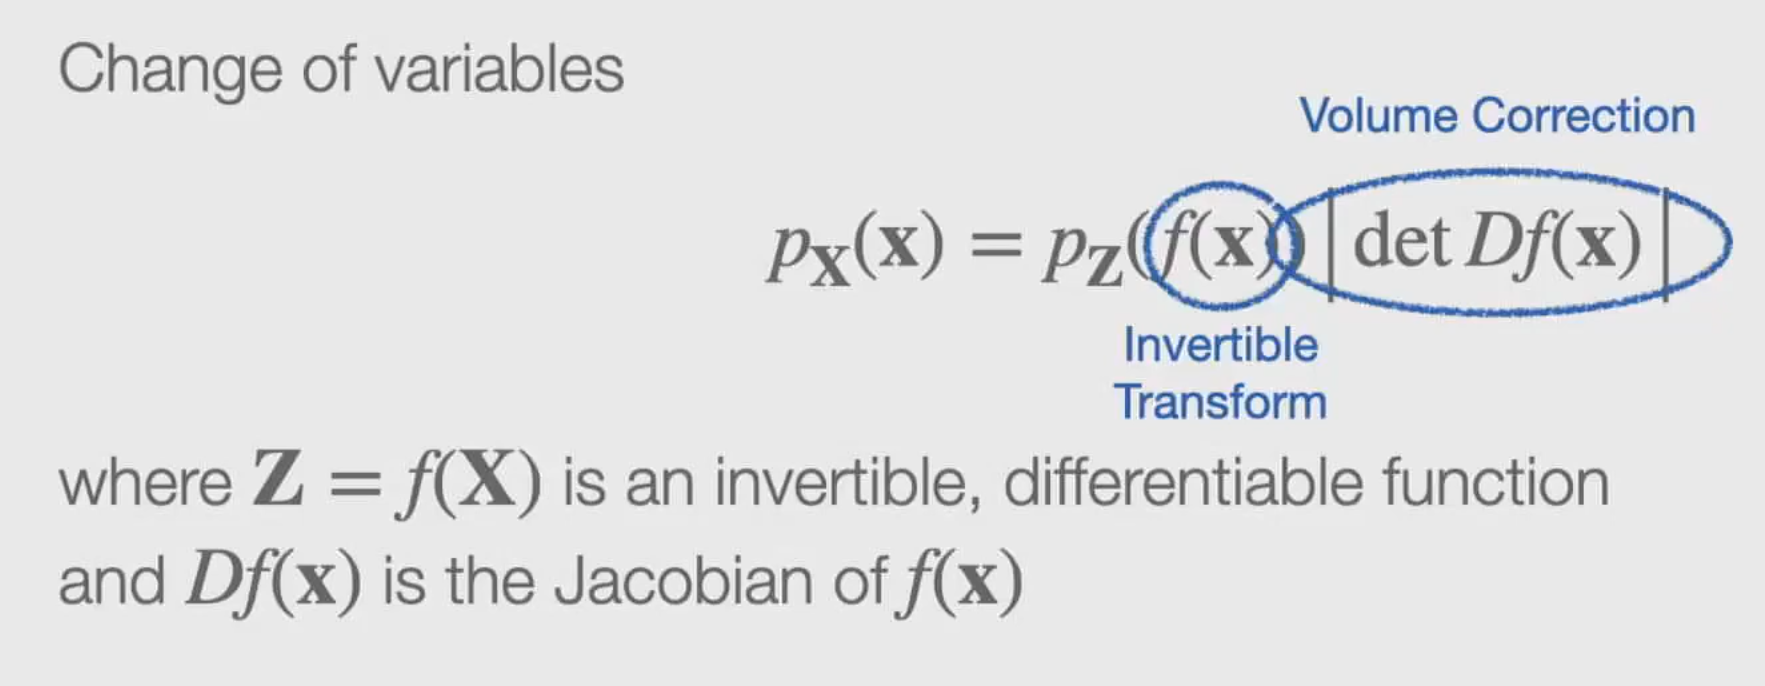 Change of variables
Volume Correction
p_X(x) = p_Z(f(x)) |det Df(x)|
Invertible
Transform
where Z = f(X) is an invertible, differentiable function
and Df(x) is the Jacobian of f(x)